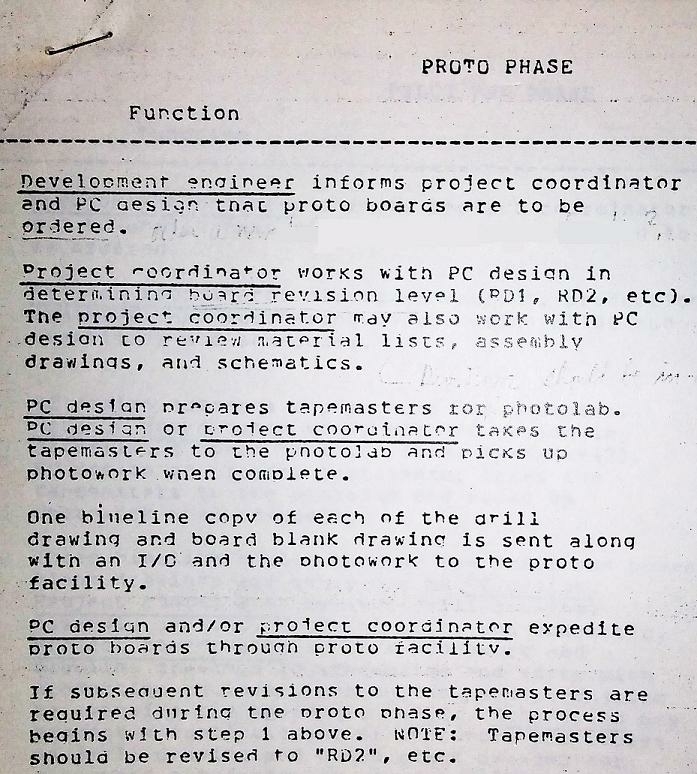 PROTO PHASE
Function
Development engineer informs project coordinator
and PC design that proto boards are to be
ordered.
Project coordinator works with PC design in
determining board revision level (RD1, RD2, etc).
The project coordinator may also work with PC
design to review material lists, assembly
drawings, and schematics.
PC design prepares tapemasters for photolab.
PC design or project coordinator takes the
tapemasters to the photolab and picks up
photowork when complete.
One blueline copy of each of the drill
drawing and board blank drawing is sent along
with an I/O and the photowork to the proto
facility.
PC design and/or project coordinator expedite
proto boards through proto facility.
If subsequent revisions to the tapemasters are
required during the proto phase, the process
begins with step 1 above. NOTE: Tapemasters
should be revised to "RD2", etc.